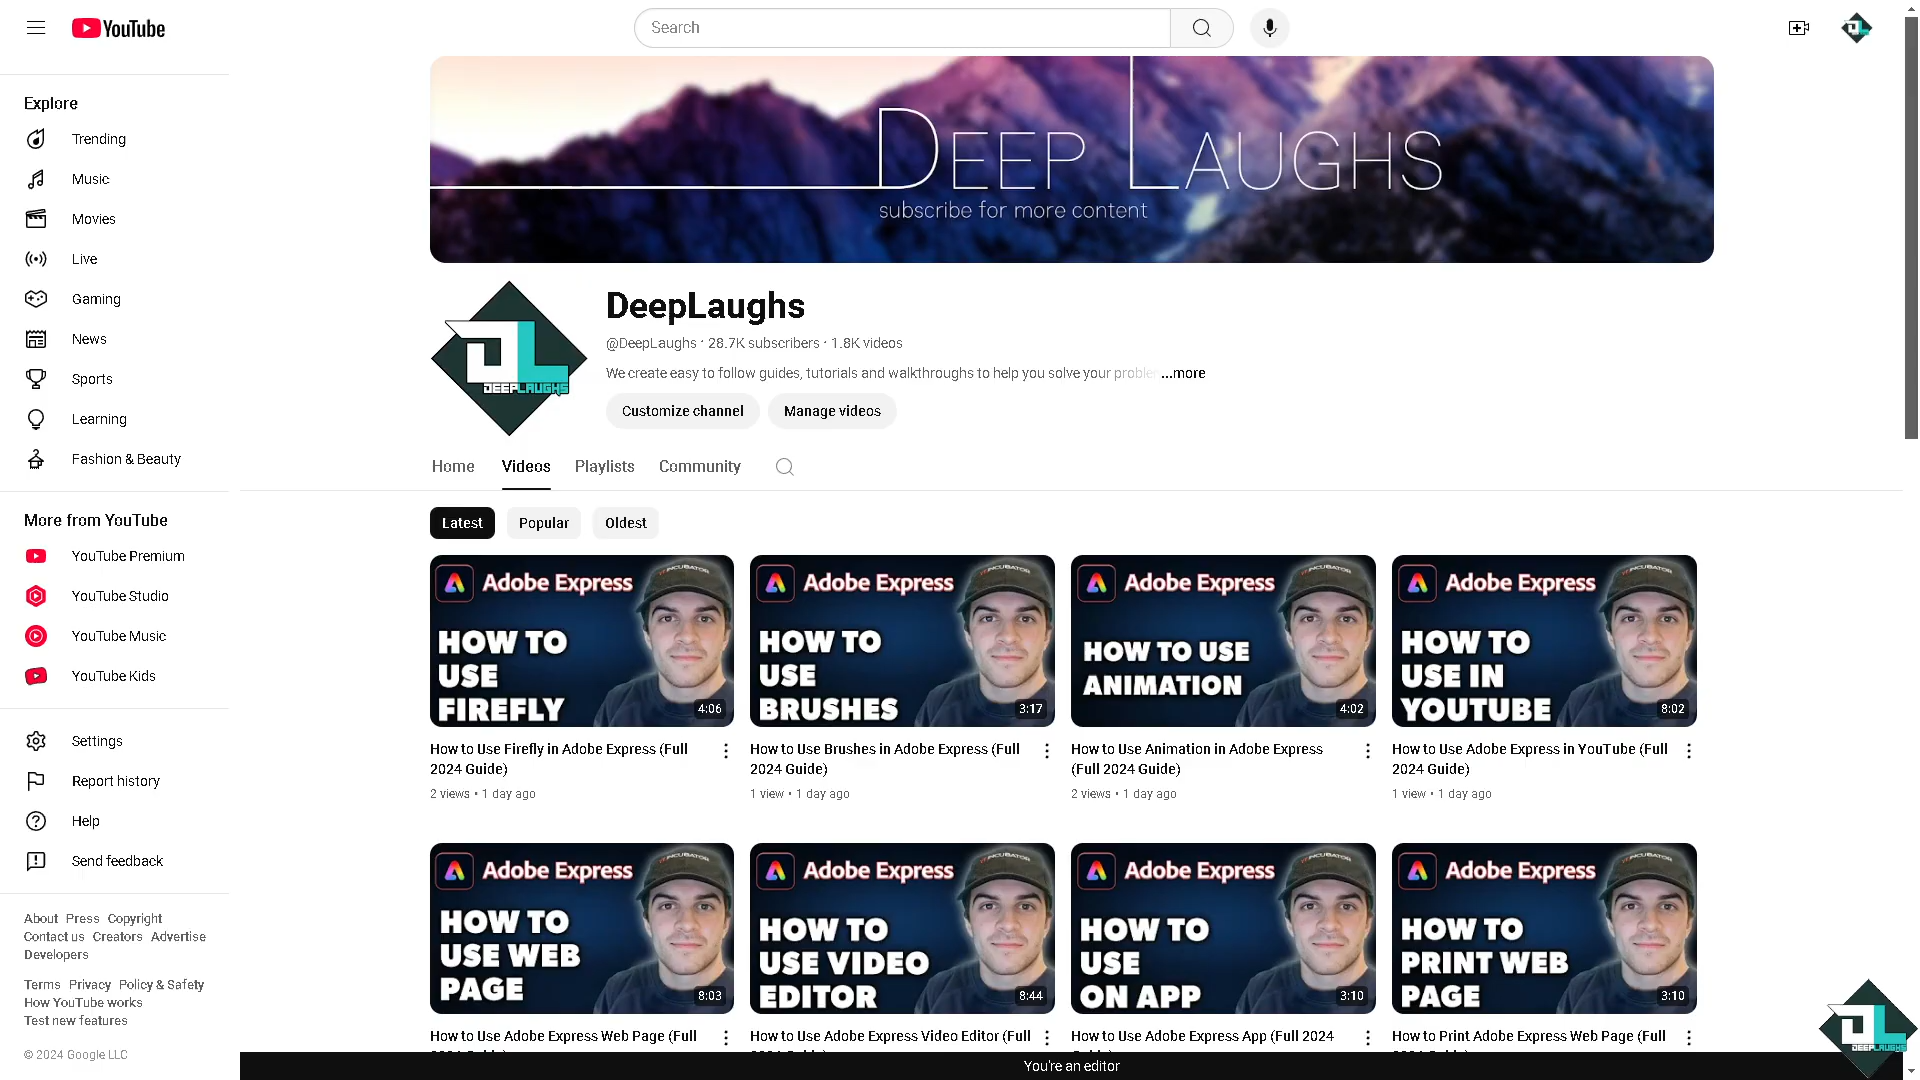 YouTube
Search
Explore
Trending
Music
Movies
Live
Gaming
News
Sports
Learning
Fashion & Beauty
More from YouTube
YouTube Premium
YouTube Studio
YouTube Music
YouTube Kids
Settings
Report history
Help
Send feedback
About Press Copyright
Contact us Creators Advertise
Developers
Terms Privacy Policy & Safety
How YouTube works
Test new features
© 2024 Google LLC
DEEP LAUGHS
subscribe for more content
DEEPLAUGHS
DeepLaughs
@DeepLaughs · 28.7K subscribers · 1.8K videos
We create easy to follow guides, tutorials and walkthroughs to help you solve your ...more
Customize channel Manage videos
Home Videos Playlists Community
Latest Popular Oldest
Adobe Express
HOW TO
USE
FIREFLY
4:06
How to Use Firefly in Adobe Express (Full
2024 Guide)
2 views • 1 day ago
Adobe Express
HOW TO
USE
BRUSHES
3:17
How to Use Brushes in Adobe Express (Full
2024 Guide)
1 view • 1 day ago
Adobe Express
HOW TO USE
ANIMATION
4:02
How to Use Animation in Adobe Express
(Full 2024 Guide)
2 views • 1 day ago
Adobe Express
HOW TO
USE IN
YOUTUBE
8:02
How to Use Adobe Express in YouTube (Full
2024 Guide)
1 view • 1 day ago
Adobe Express
HOW TO
USE WEB
PAGE
8:03
How to Use Adobe Express Web Page (Full
Adobe Express
HOW TO
USE VIDEO
EDITOR
8:44
How to Use Adobe Express Video Editor (Full
Adobe Express
HOW TO
USE
ON APP
3:10
How to Use Adobe Express App (Full 2024
Adobe Express
HOW TO
PRINT WEB
PAGE
3:10
How to Print Adobe Express Web Page (Full
You're an editor
DEEPLAUGHS